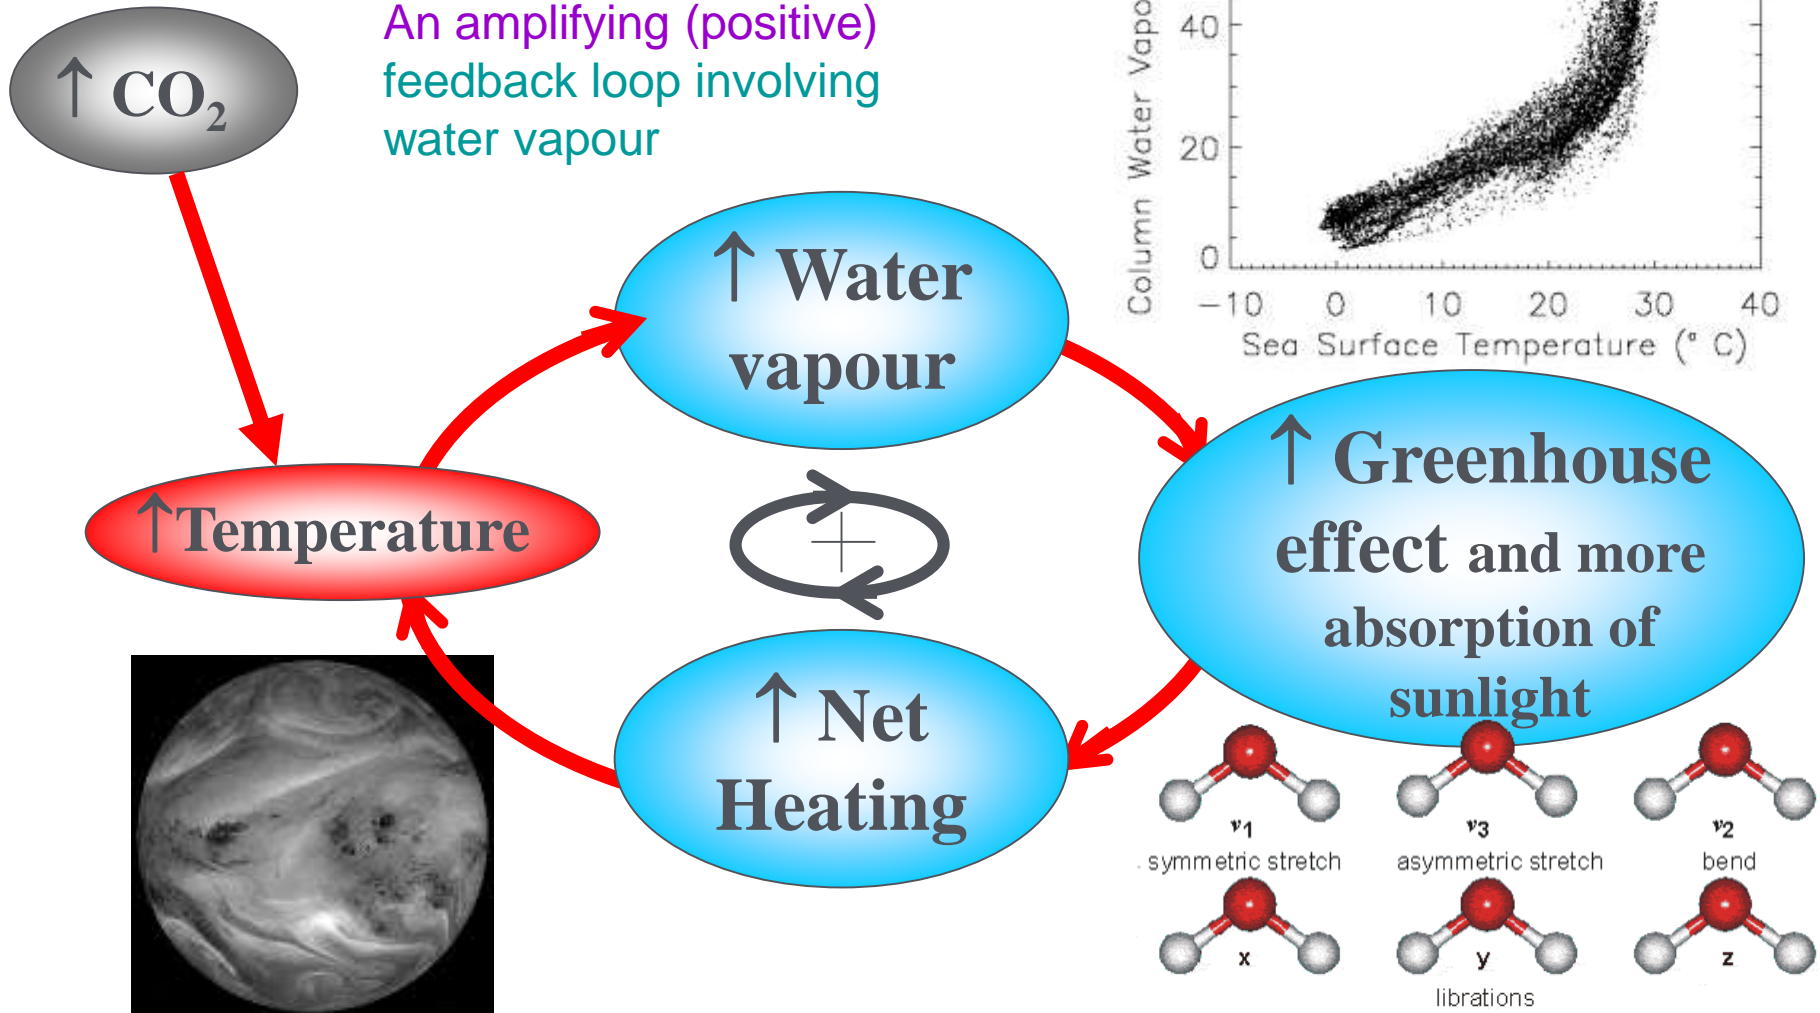 An amplifying (positive)
feedback loop involving
water vapour
↑ CO₂
↑ Water
vapour
↑ Greenhouse
effect and more
absorption of
sunlight
↑ Net
Heating
↑Temperature
+
Column Water Vapo
40
20
0
−10 0 10 20 30 40
Sea Surface Temperature (° C)
ν1 ν3 ν2
symmetric stretch asymmetric stretch bend
x y z
librations